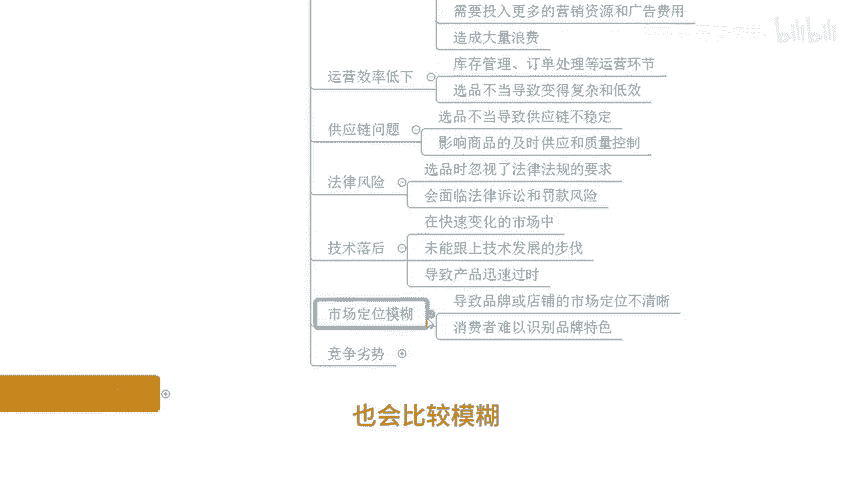 需要投入更多的营销资源和广告费用
造成大量浪费
运营效率低下
库存管理、订单处理等运营环节
选品不当导致变得复杂和低效
供应链问题
选品不当导致供应链不稳定
影响商品的及时供应和质量控制
法律风险
选品时忽视了法律法规的要求
会面临法律诉讼和罚款风险
技术落后
在快速变化的市场中
未能跟上技术发展的步伐
导致产品迅速过时
市场定位模糊
导致品牌或店铺的市场定位不清晰
消费者难以识别品牌特色
竞争劣势
也会比较模糊
bilibili